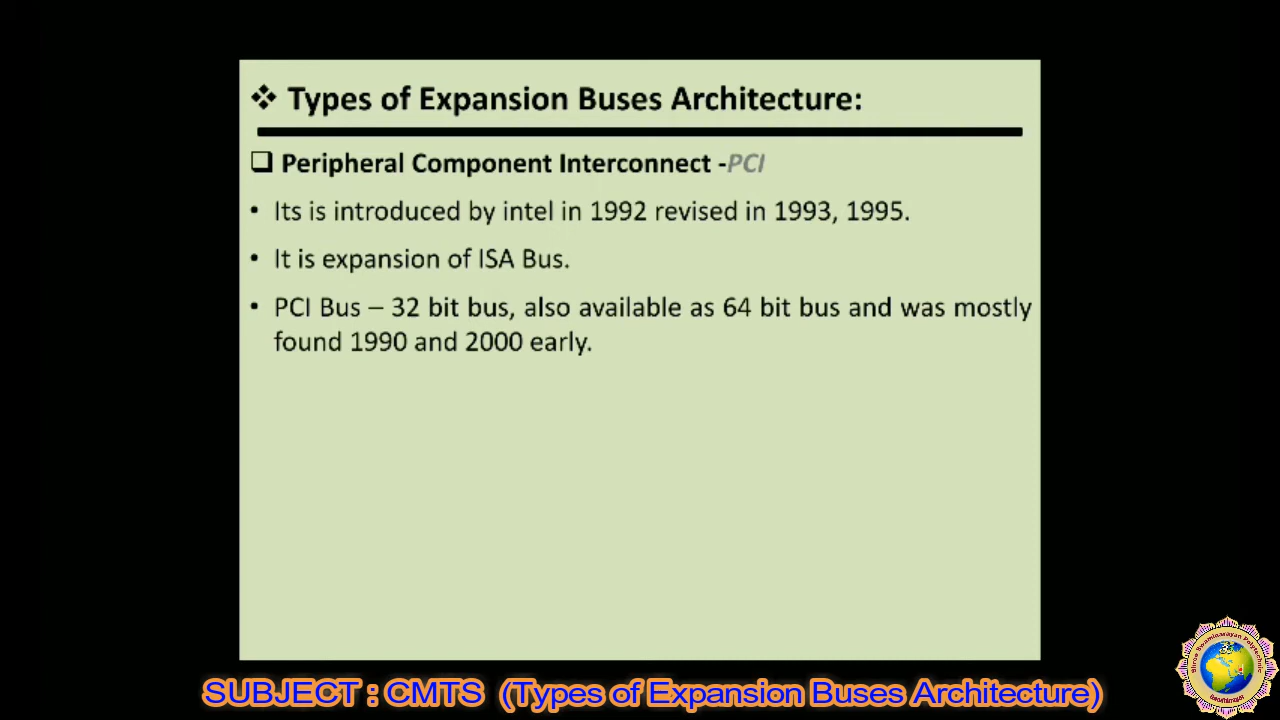 ❖ Types of Expansion Buses Architecture:
❑ Peripheral Component Interconnect -PCI
• Its is introduced by intel in 1992 revised in 1993, 1995.
• It is expansion of ISA Bus.
• PCI Bus – 32 bit bus, also available as 64 bit bus and was mostly
found 1990 and 2000 early.
SUBJECT : CMTS (Types of Expansion Buses Architecture)